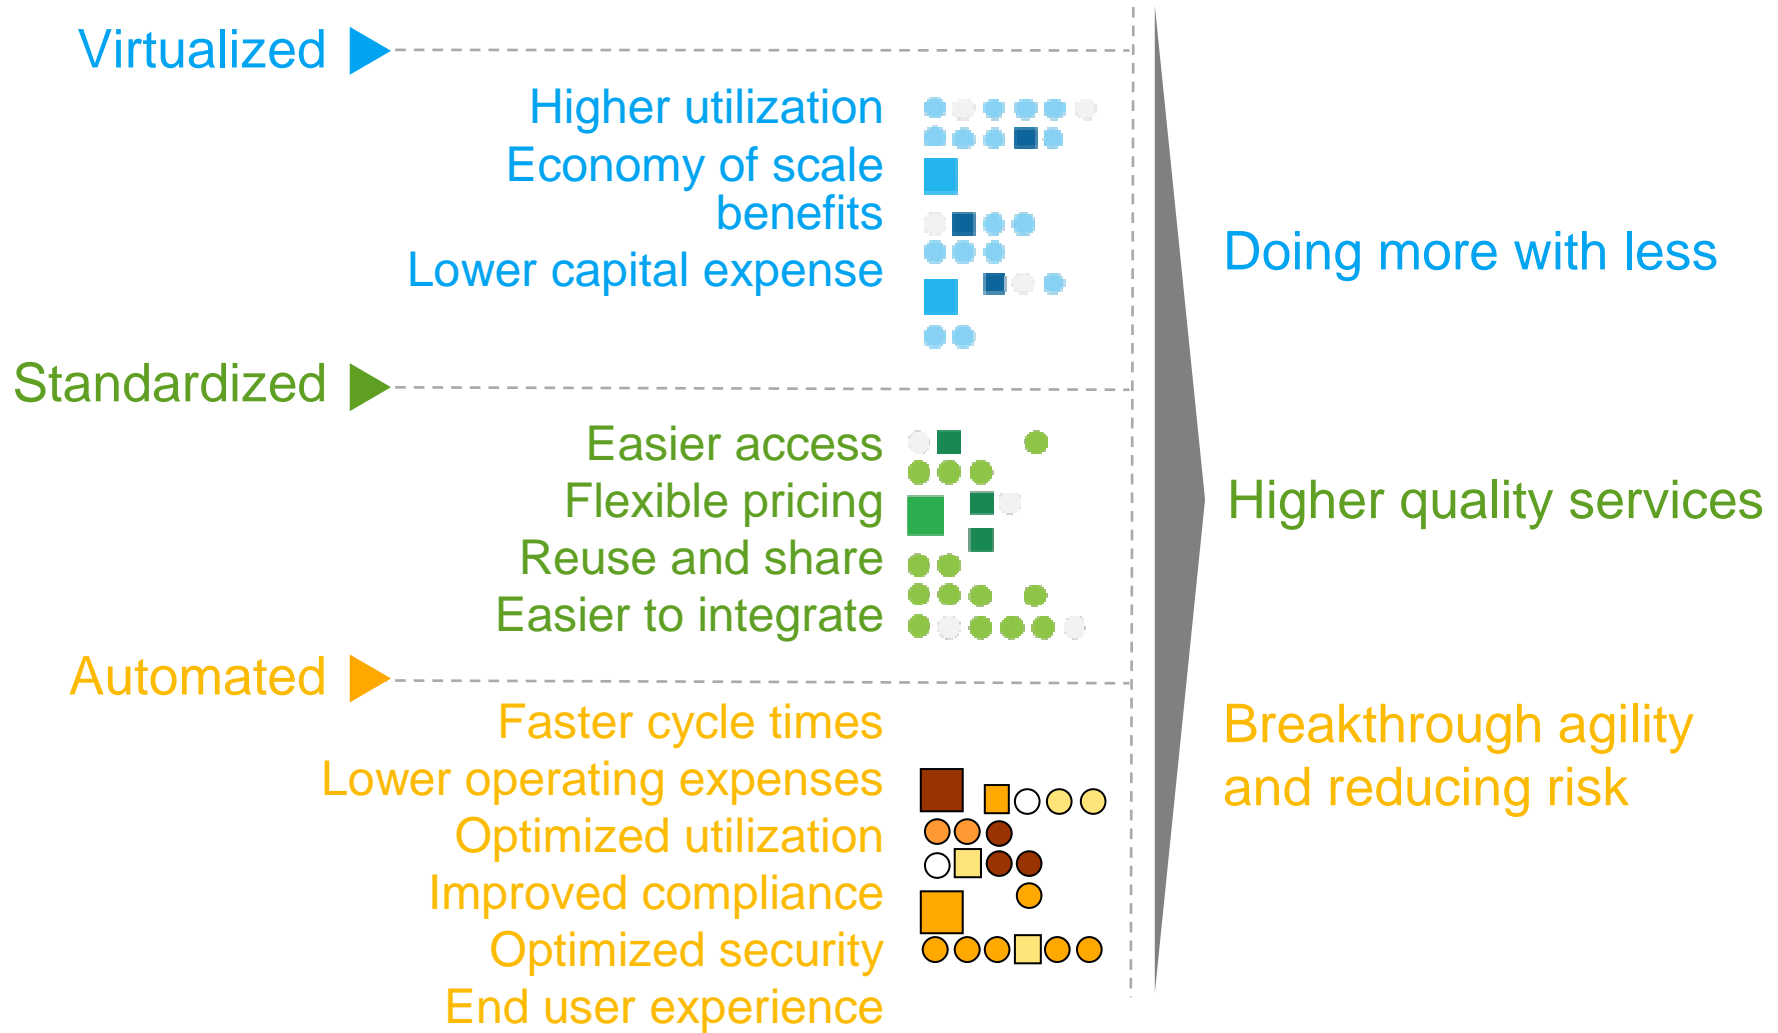 Virtualized
Higher utilization
Economy of scale
benefits
Lower capital expense
Standardized
Easier access
Flexible pricing
Reuse and share
Easier to integrate
Automated
Faster cycle times
Lower operating expenses
Optimized utilization
Improved compliance
Optimized security
End user experience
Doing more with less
Higher quality services
Breakthrough agility
and reducing risk